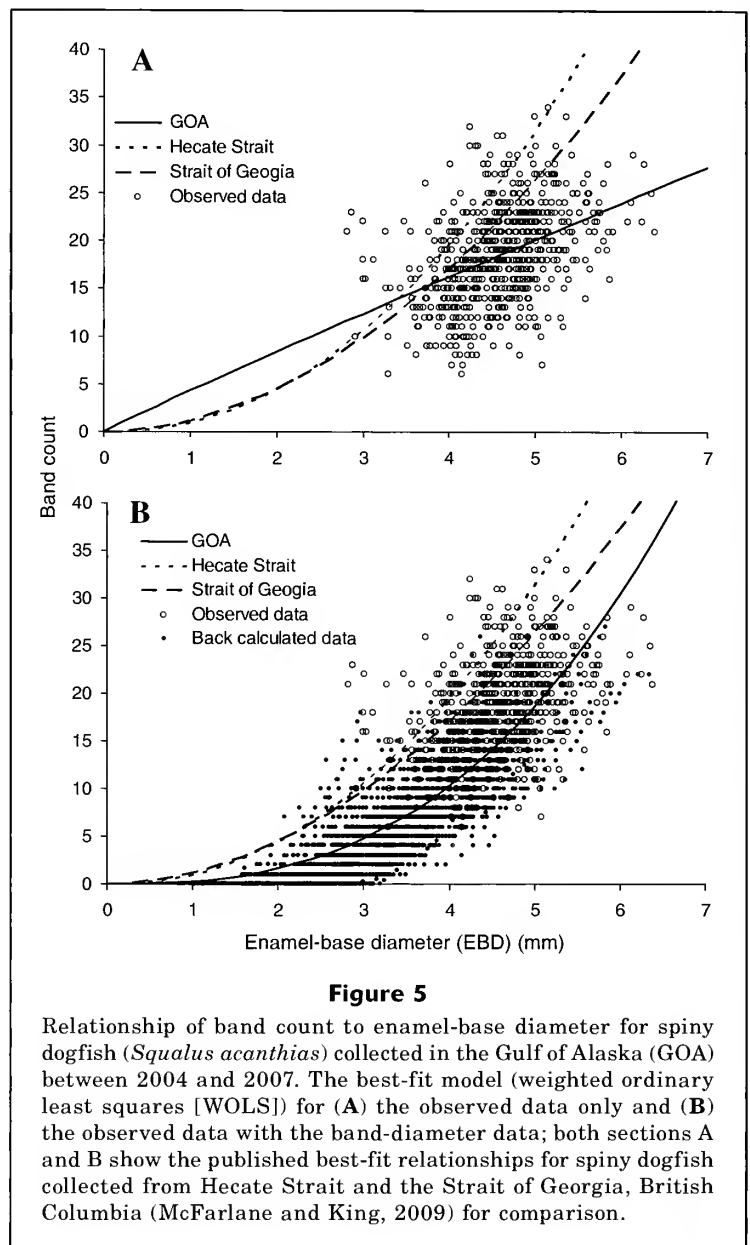 A
40
35
30
25
20
15
10
5
0
GOA
Hecate Strait
Strait of Geogia
Observed data
0 1 2 3 4 5 6 7
Band count
B
40
35
30
25
20
15
10
5
0
GOA
Hecate Strait
Strait of Geogia
Observed data
Back calculated data
0 1 2 3 4 5 6 7
Enamel-base diameter (EBD) (mm)
Figure 5
Relationship of band count to enamel-base diameter for spiny
dogfish (Squalus acanthias) collected in the Gulf of Alaska (GOA)
between 2004 and 2007. The best-fit model (weighted ordinary
least squares [WOLS]) for (A) the observed data only and (B)
the observed data with the band-diameter data; both sections A
and B show the published best-fit relationships for spiny dogfish
collected from Hecate Strait and the Strait of Georgia, British
Columbia (McFarlane and King, 2009) for comparison.